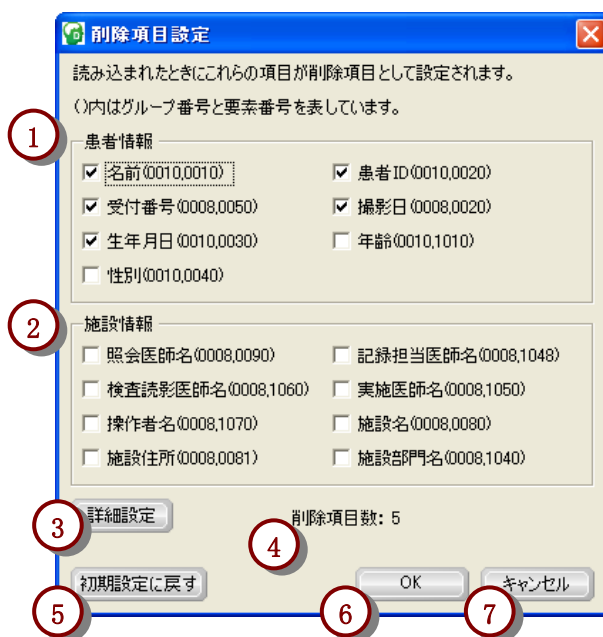 削除項目設定
読み込まれたときにこれらの項目が削除項目として設定されます。
()内はグループ番号と要素番号を表しています。
1
患者情報
名前(0010,0010) 患者ID(0010,0020)
受付番号(0008,0050) 撮影日(0008,0020)
生年月日(0010,0030) 年齢(0010,1010)
性別(0010,0040)
2
施設情報
照会医師名(0008,0090) 記録担当医師名(0008,1048)
検査読影医師名(0008,1060) 実施医師名(0008,1050)
操作者名(0008,1070) 施設名(0008,0080)
施設住所(0008,0081) 施設部門名(0008,1040)
詳細設定 削除項目数: 5
3
4
初期設定に戻す OK キャンセル
5 6 7